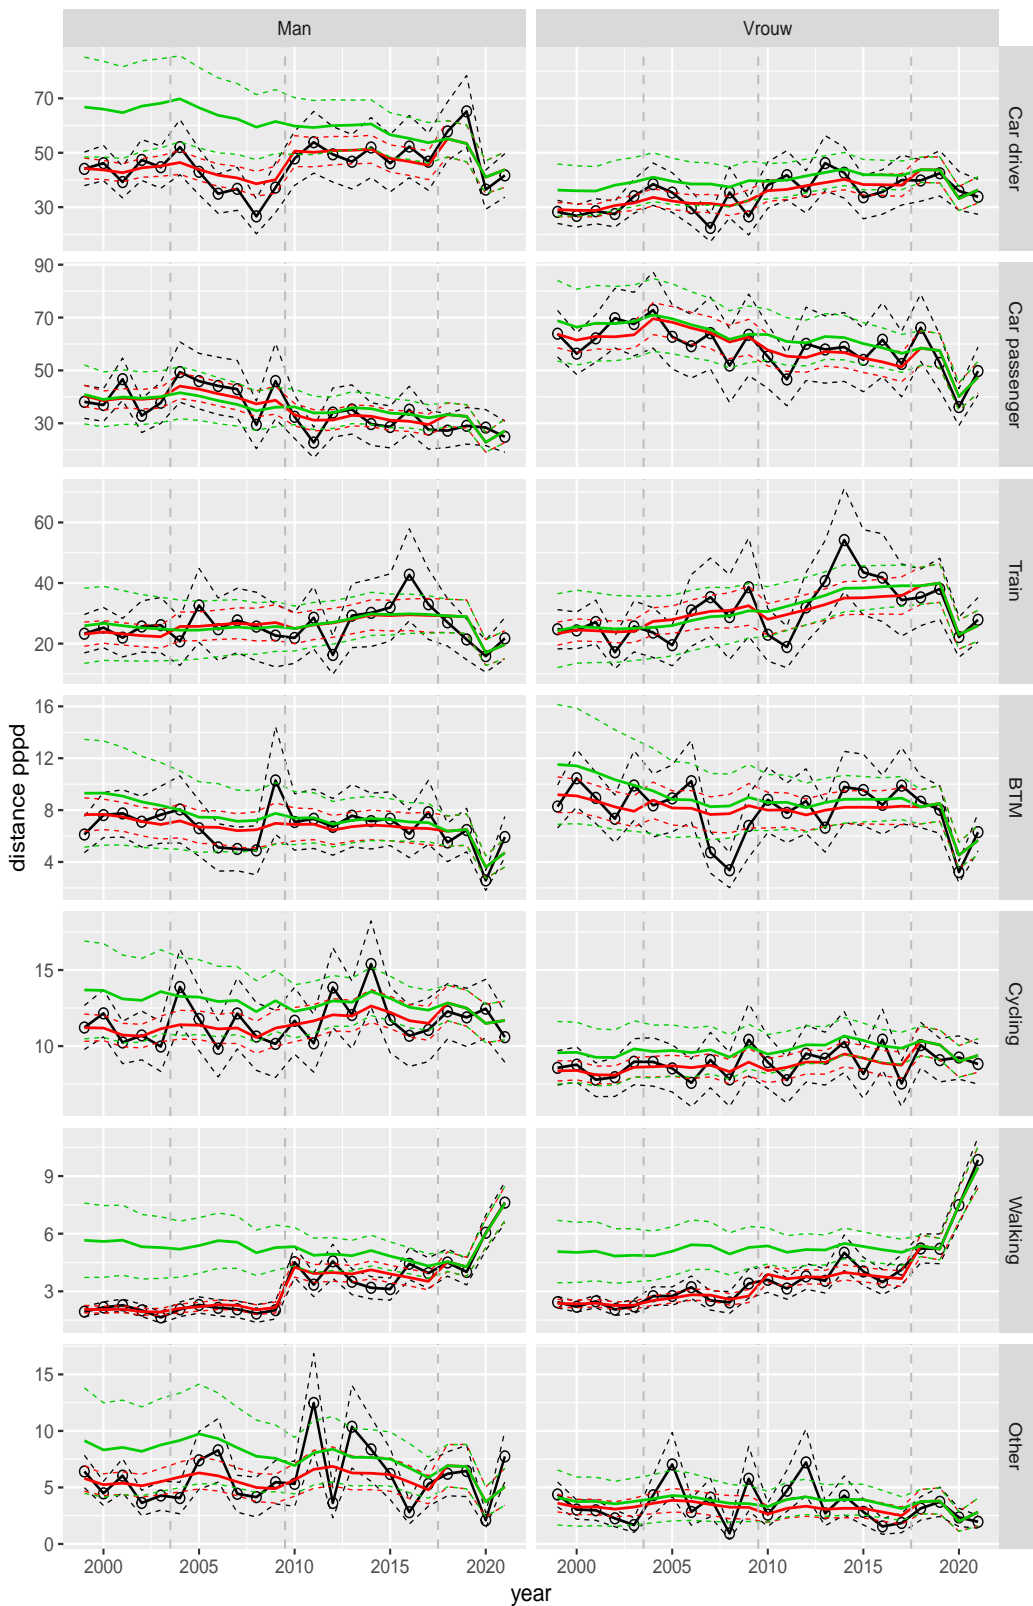 Man Vrouw
70
50
30
Car driver
90
70
50
30
Car passenger
60
40
20
Train
distance pppd
16
12
8
4
BTM
15
10
Cycling
9
6
3
Walking
15
10
5
0
Other
2000 2005 2010 2015 2020 2000 2005 2010 2015 2020
year